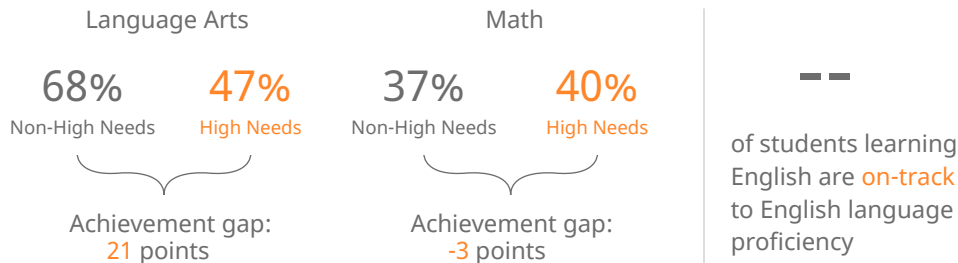 Language Arts
68%
Non-High Needs
47%
High Needs
Achievement gap:
21 points
Math
37%
Non-High Needs
40%
High Needs
Achievement gap:
-3 points
--
of students learning
English are on-track
to English language
proficiency